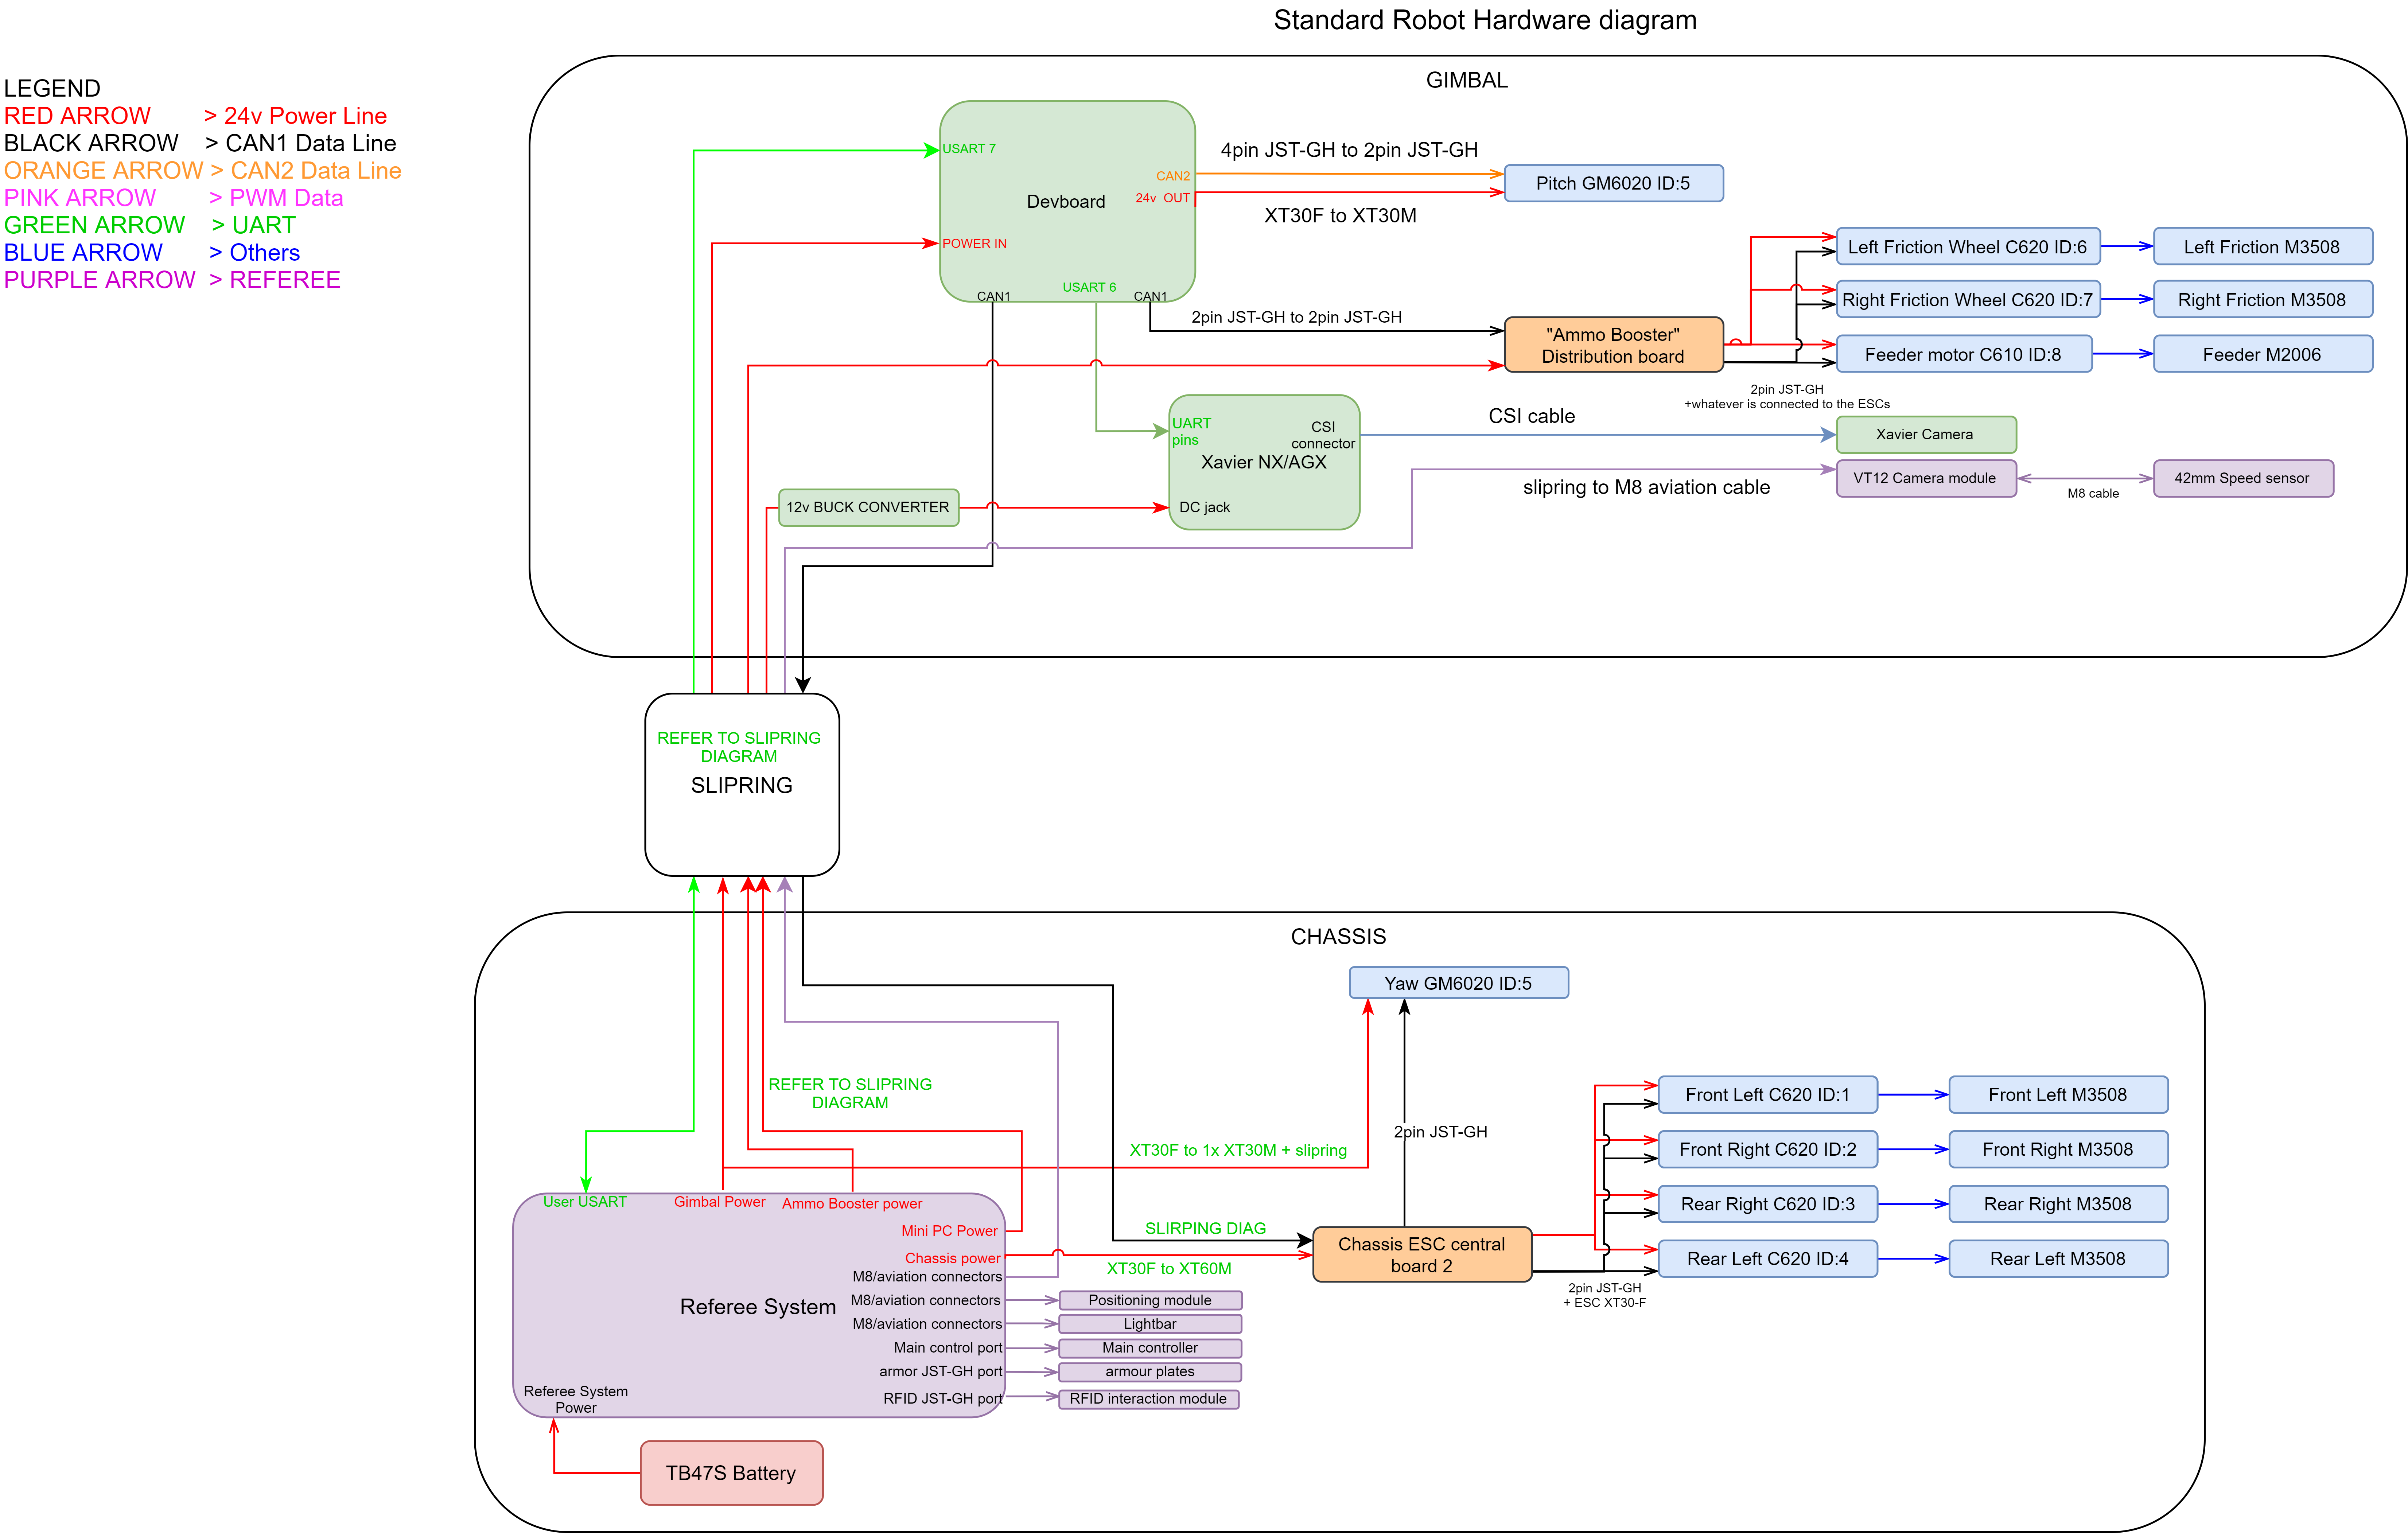 Standard Robot Hardware diagram
LEGEND
RED ARROW > 24v Power Line
BLACK ARROW > CAN1 Data Line
ORANGE ARROW > CAN2 Data Line
PINK ARROW > PWM Data
GREEN ARROW > UART
BLUE ARROW > Others
PURPLE ARROW > REFEREE
GIMBAL
USART 7
CAN2
Devboard
24v OUT
POWER IN
USART 6
CAN1
CAN1
4pin JST-GH to 2pin JST-GH
Pitch GM6020 ID:5
XT30F to XT30M
2pin JST-GH to 2pin JST-GH
"Ammo Booster"
Distribution board
Left Friction Wheel C620 ID:6
Left Friction M3508
Right Friction Wheel C620 ID:7
Right Friction M3508
Feeder motor C610 ID:8
Feeder M2006
2pin JST-GH
+whatever is connected to the ESCs
UART
pins
CSI
connector
Xavier NX/AGX
DC jack
CSI cable
Xavier Camera
slipring to M8 aviation cable
VT12 Camera module
M8 cable
42mm Speed sensor
12v BUCK CONVERTER
REFER TO SLIPRING
DIAGRAM
SLIPRING
CHASSIS
Yaw GM6020 ID:5
REFER TO SLIPRING
DIAGRAM
XT30F to 1x XT30M + slipring
2pin JST-GH
Front Left C620 ID:1
Front Left M3508
Front Right C620 ID:2
Front Right M3508
Rear Right C620 ID:3
Rear Right M3508
Rear Left C620 ID:4
Rear Left M3508
SLIRPING DIAG
Chassis ESC central
board 2
XT30F to XT60M
2pin JST-GH
+ ESC XT30-F
User USART
Gimbal Power
Ammo Booster power
Mini PC Power
Chassis power
M8/aviation connectors
M8/aviation connectors
Positioning module
Referee System
M8/aviation connectors
Lightbar
Main control port
Main controller
armor JST-GH port
armour plates
RFID JST-GH port
RFID interaction module
Referee System
Power
TB47S Battery